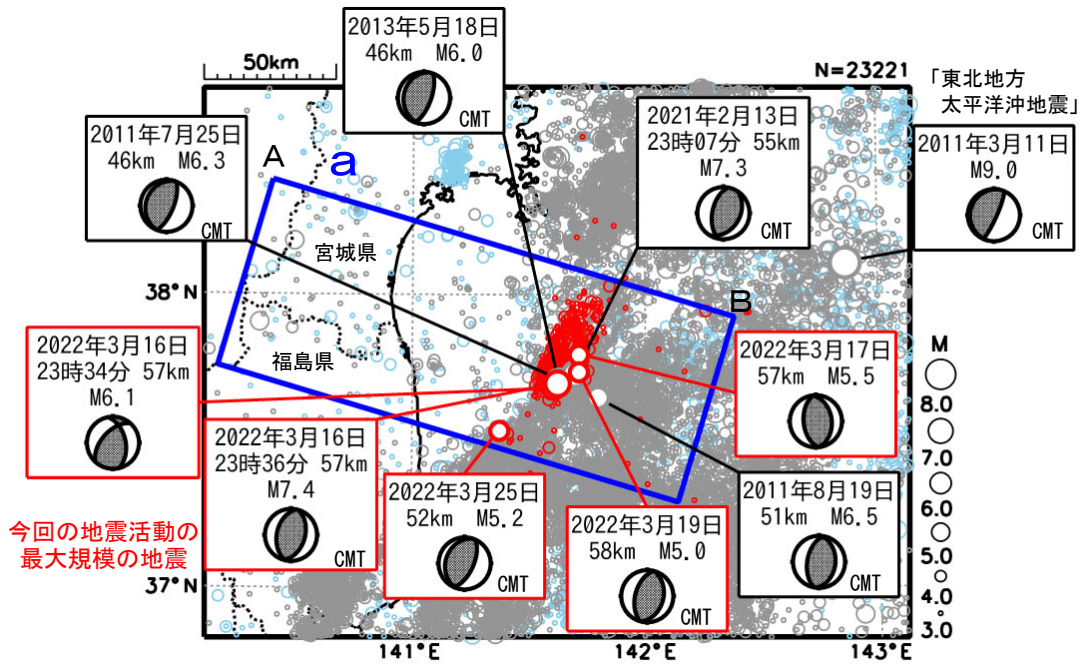 50km
N=23221
「東北地方
太平洋沖地震」
2013年5月18日
46km M6.0
CMT
2011年7月25日
46km M6.3
CMT
2021年2月13日
23時07分 55km
M7.3
CMT
2011年3月11日
M9.0
CMT
A
a
B
宮城県
福島県
38°N
37°N
141°E
142°E
143°E
2022年3月16日
23時34分 57km
M6.1
2022年3月16日
23時36分 57km
M7.4
CMT
今回の地震活動の
最大規模の地震
2022年3月25日
52km M5.2
CMT
2022年3月19日
58km M5.0
CMT
2022年3月17日
57km M5.5
2011年8月19日
51km M6.5
CMT
M
8.0
7.0
6.0
5.0
4.0
3.0